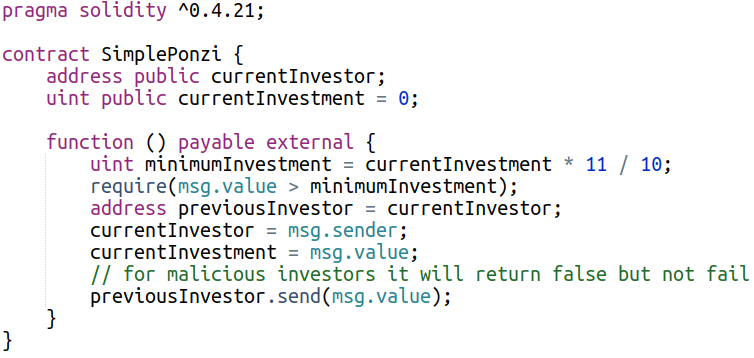 pragma solidity ^0.4.21;

contract SimplePonzi {
    address public currentInvestor;
    uint public currentInvestment = 0;

    function () payable external {
        uint minimumInvestment = currentInvestment * 11 / 10;
        require(msg.value > minimumInvestment);
        address previousInvestor = currentInvestor;
        currentInvestor = msg.sender;
        currentInvestment = msg.value;
        // for malicious investors it will return false but not fail
        previousInvestor.send(msg.value);
    }
}